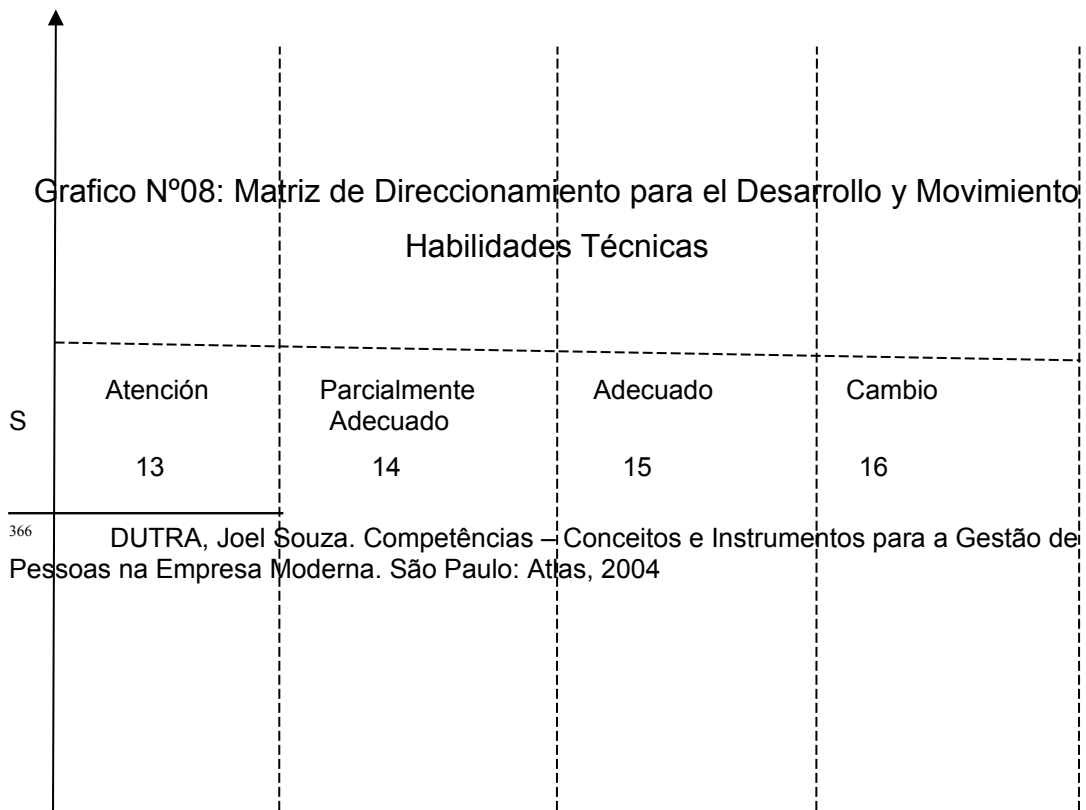 Grafico Nº08: Matriz de Direccionamiento para el Desarrollo y Movimiento
Habilidades Técnicas
Atención Parcialmente Adecuado Cambio
S Adecuado
13 14 15 16
366 DUTRA, Joel Souza. Competências – Conceitos e Instrumentos para a Gestão de
Pessoas na Empresa Moderna. São Paulo: Atlas, 2004